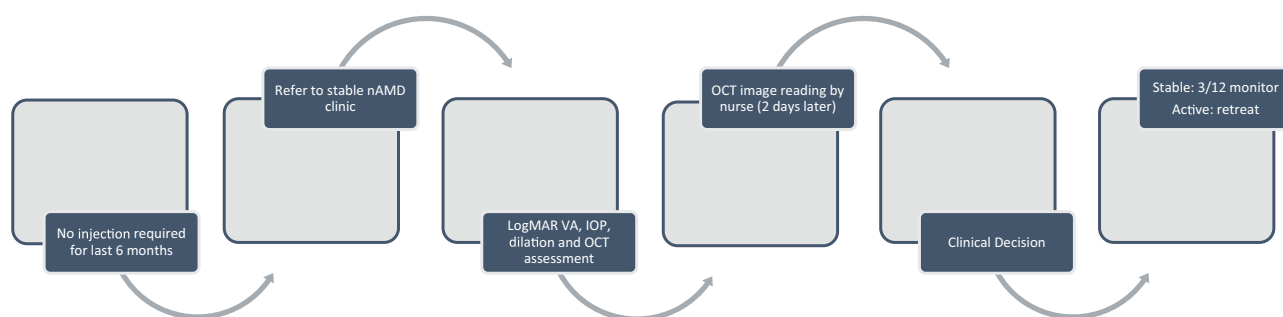 No injection required
for last 6 months
Refer to stable nAMD
clinic
LogMAR VA, IOP,
dilation and OCT
assessment
OCT image reading by
nurse (2 days later)
Clinical Decision
Stable: 3/12 monitor
Active: retreat